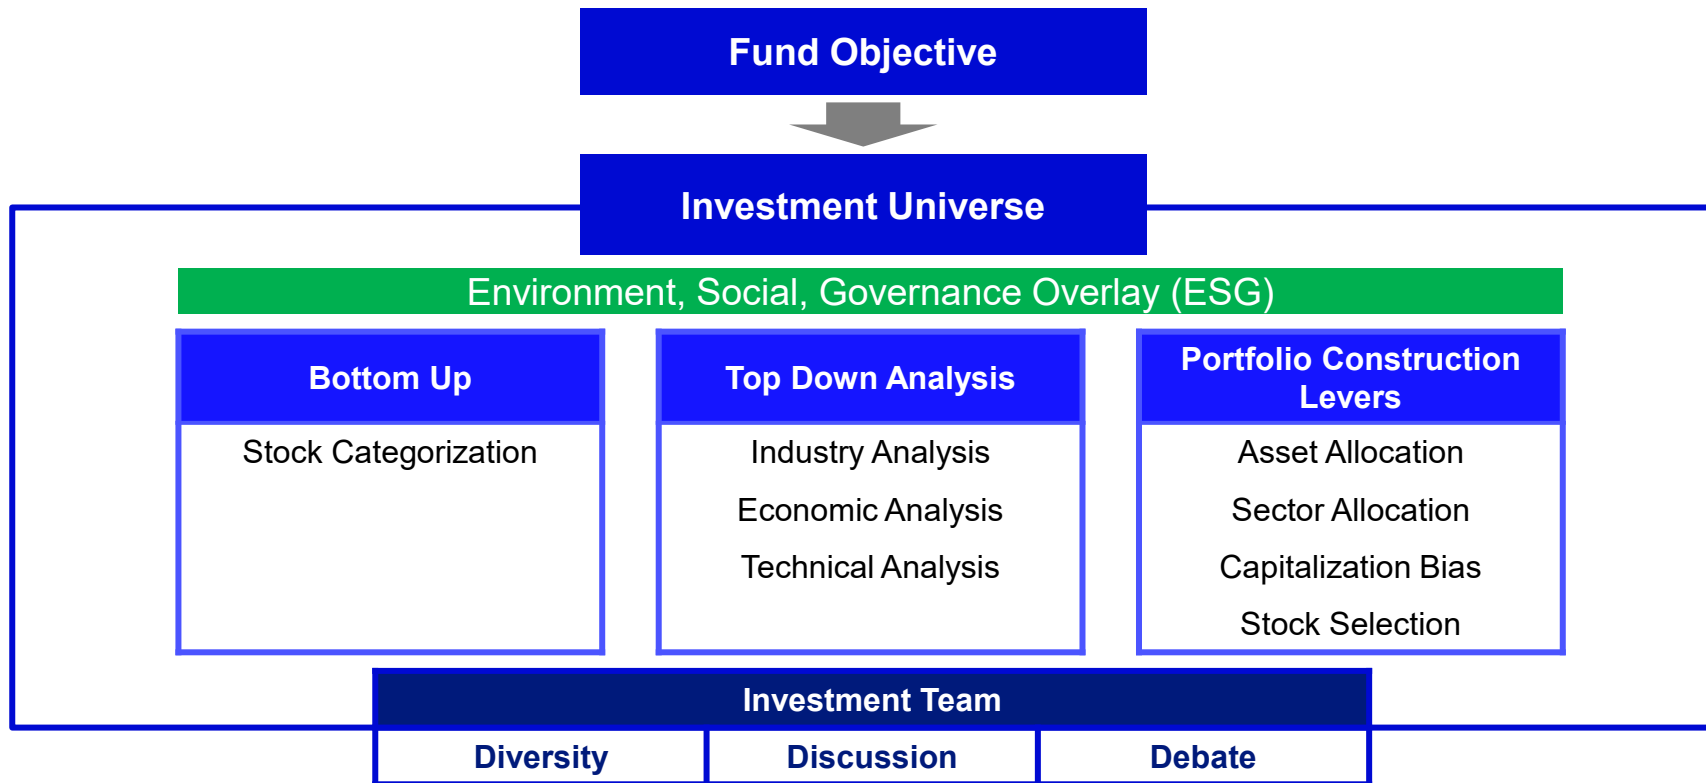 Fund Objective
Investment Universe
Environment, Social, Governance Overlay (ESG)
Bottom Up
Stock Categorization
Top Down Analysis
Industry Analysis
Economic Analysis
Technical Analysis
Portfolio Construction
Levers
Asset Allocation
Sector Allocation
Capitalization Bias
Stock Selection
Investment Team
Diversity
Discussion
Debate